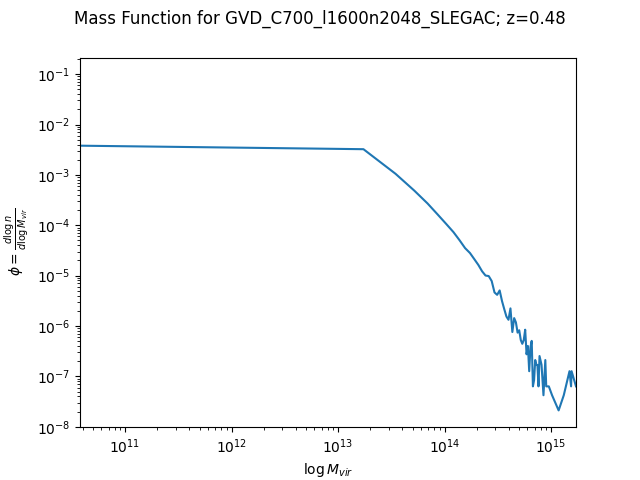 Mass Function for GVD_C700_l1600n2048_SLEGAC; z=0.48
10⁻¹
10⁻²
10⁻³
10⁻⁴
10⁻⁵
10⁻⁶
10⁻⁷
10⁻⁸
ϕ = d log n / d log M_vir
10¹¹ 10¹² 10¹³ 10¹⁴ 10¹⁵
log M_vir